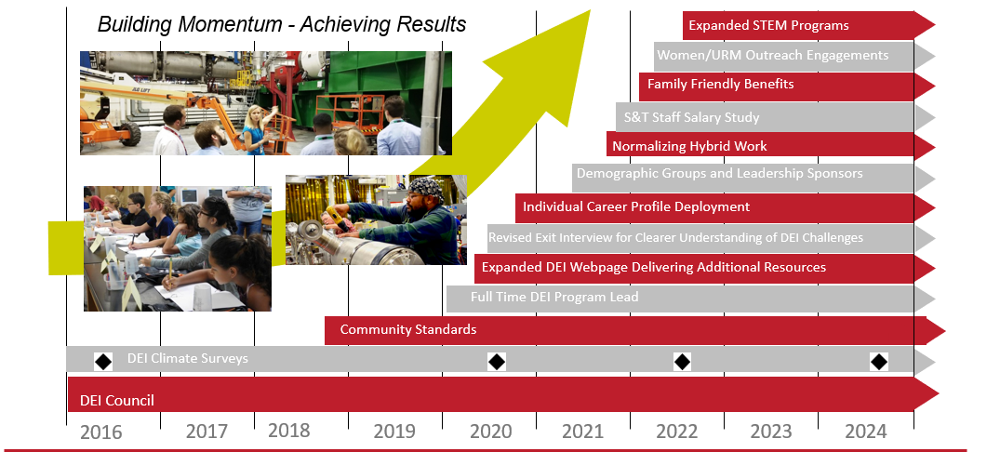 Building Momentum - Achieving Results
Expanded STEM Programs
Women/URM Outreach Engagements
Family Friendly Benefits
S&T Staff Salary Study
Normalizing Hybrid Work
Demographic Groups and Leadership Sponsors
Individual Career Profile Deployment
Revised Exit Interview for Clearer Understanding of DEI Challenges
Expanded DEI Webpage Delivering Additional Resources
Full Time DEI Program Lead
Community Standards
DEI Climate Surveys
DEI Council
2016 2017 2018 2019 2020 2021 2022 2023 2024